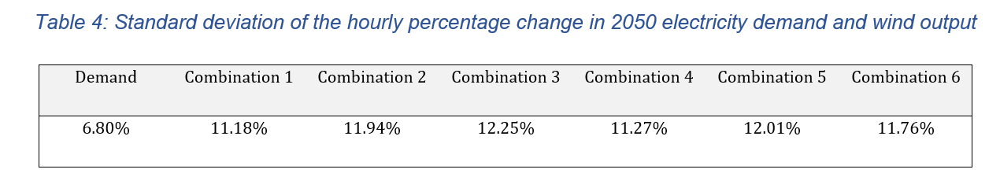 Table 4: Standard deviation of the hourly percentage change in 2050 electricity demand and wind output
Demand Combination 1 Combination 2 Combination 3 Combination 4 Combination 5 Combination 6
6.80% 11.18% 11.94% 12.25% 11.27% 12.01% 11.76%